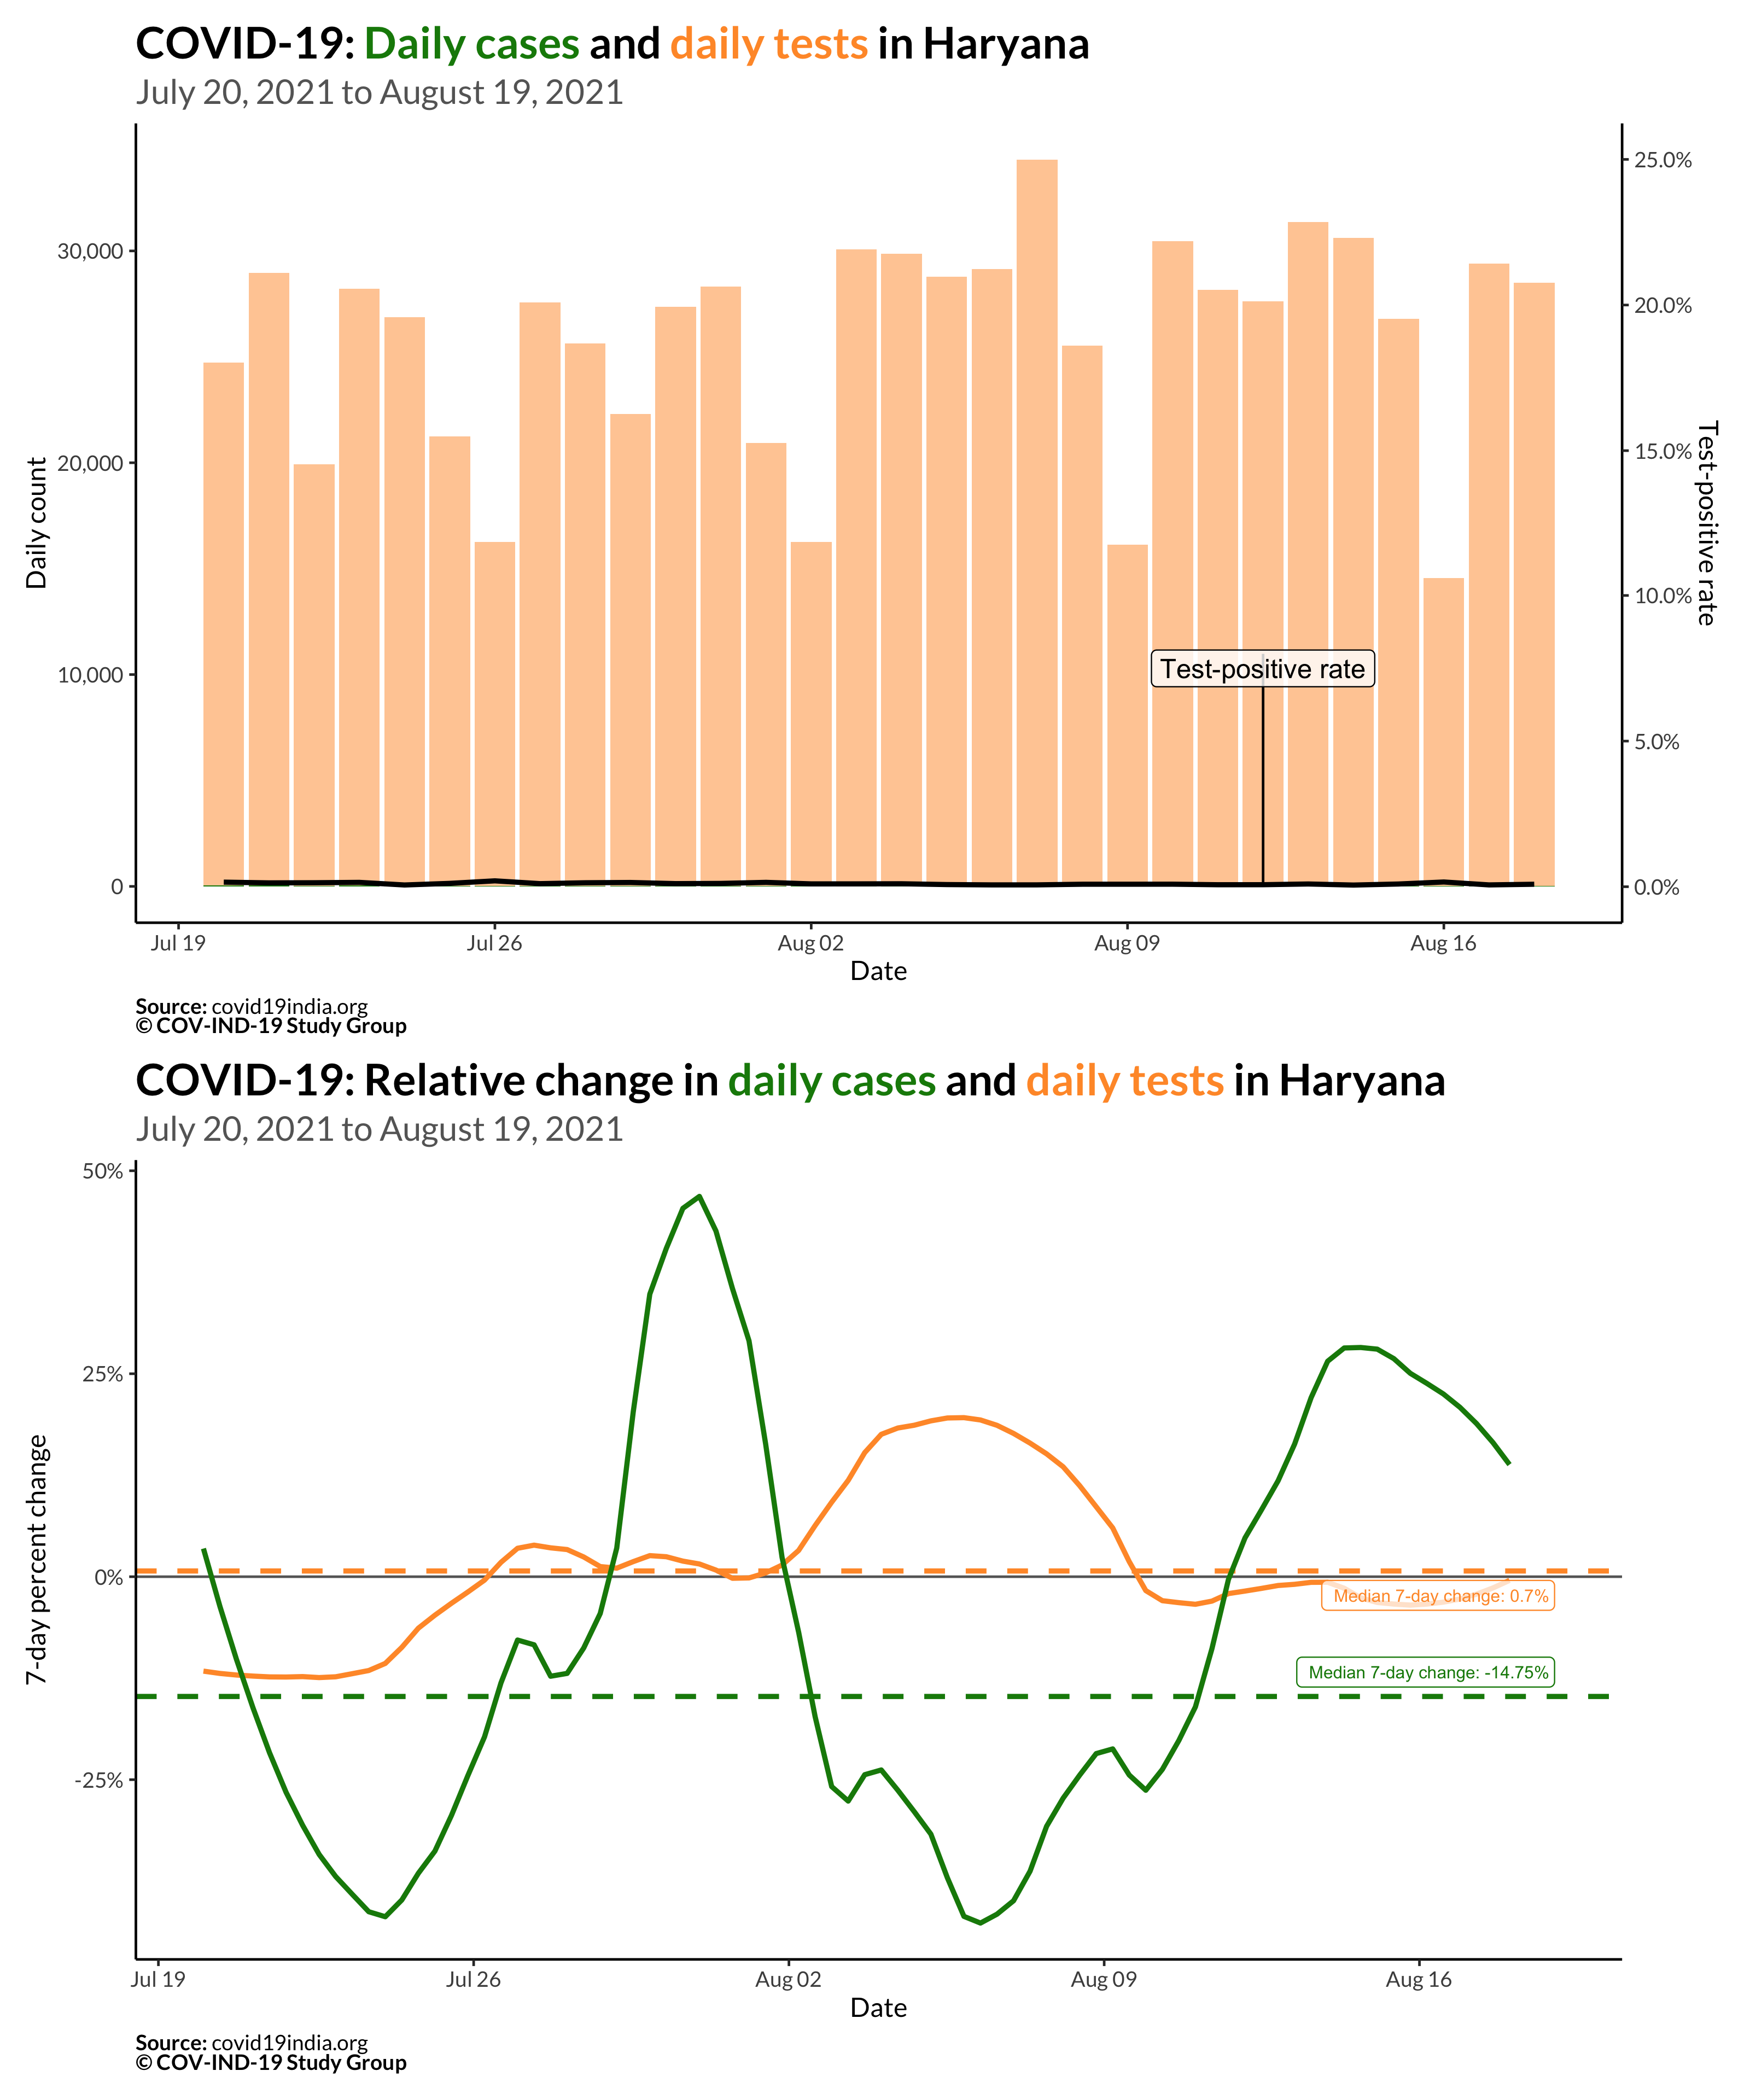 COVID-19: Daily cases and daily tests in Haryana
July 20, 2021 to August 19, 2021
Daily count
30,000
20,000
10,000
0
25.0%
20.0%
15.0%
10.0%
5.0%
0.0%
Test-positive rate
Test-positive rate
Jul 19
Jul 26
Aug 02
Aug 09
Aug 16
Date
Source: covid19india.org
© COV-IND-19 Study Group
COVID-19: Relative change in daily cases and daily tests in Haryana
July 20, 2021 to August 19, 2021
7-day percent change
50%
25%
0%
-25%
Median 7-day change: 0.7%
Median 7-day change: -14.75%
Jul 19
Jul 26
Aug 02
Aug 09
Aug 16
Date
Source: covid19india.org
© COV-IND-19 Study Group